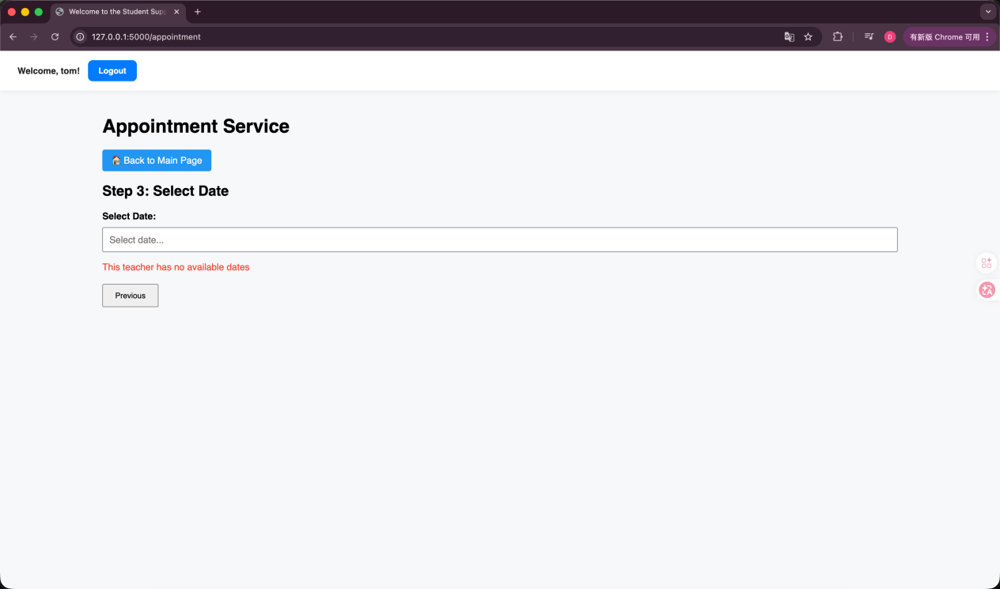 Welcome to the Student Supp
127.0.0.1:5000/appointment
D
有新版 Chrome 可用
Welcome, tom!
Logout
Appointment Service
Back to Main Page
Step 3: Select Date
Select Date:
Select date...
This teacher has no available dates
Previous